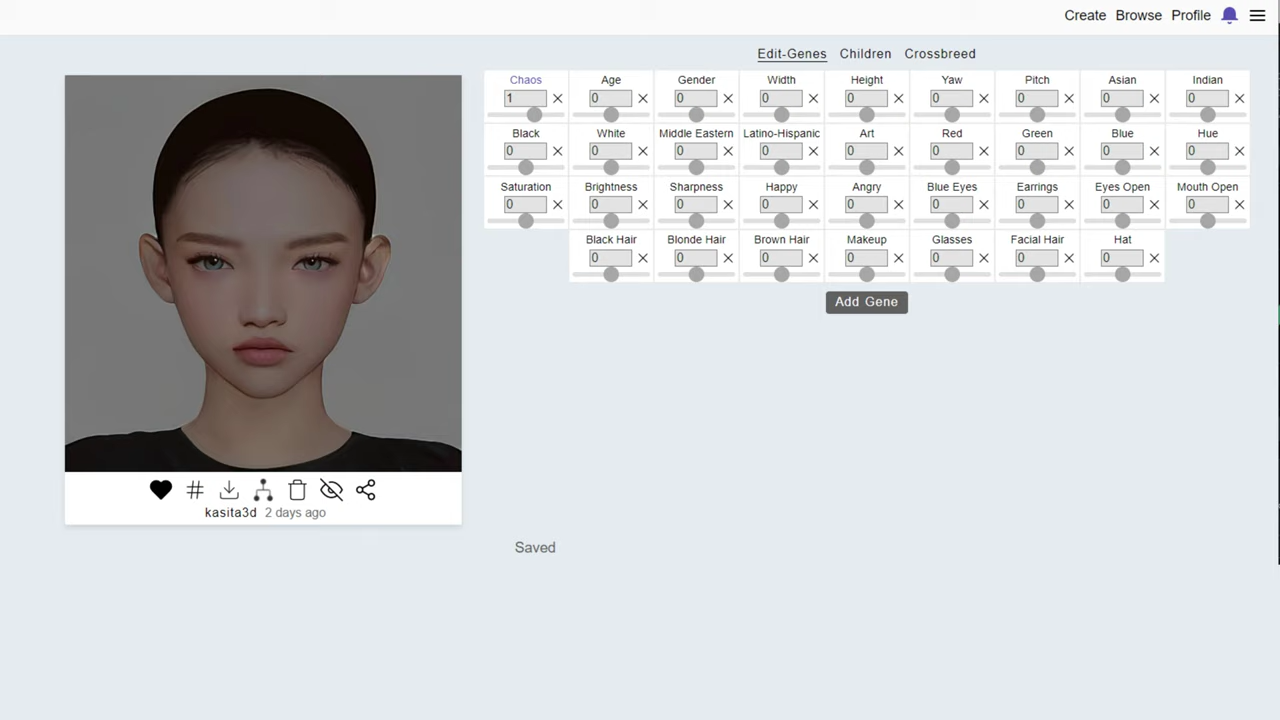 Create Browse Profile
Edit-Genes Children Crossbreed
Chaos Age Gender Width Height Yaw Pitch Asian Indian
1 0 0 0 0 0 0 0 0
Black White Middle Eastern Latino-Hispanic Art Red Green Blue Hue
0 0 0 0 0 0 0 0 0
Saturation Brightness Sharpness Happy Angry Blue Eyes Earrings Eyes Open Mouth Open
0 0 0 0 0 0 0 0 0
Black Hair Blonde Hair Brown Hair Makeup Glasses Facial Hair Hat
0 0 0 0 0 0 0
Add Gene
kasita3d 2 days ago
Saved